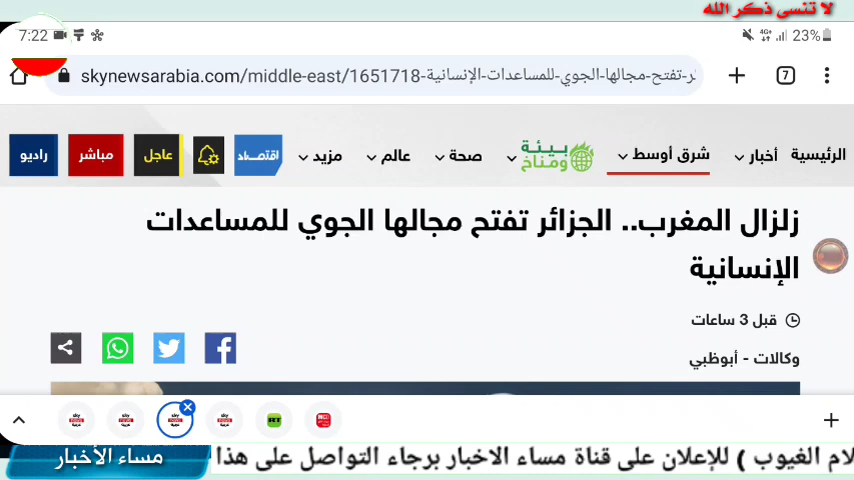 لا تنسى ذكر الله
7:22
4G+ 23%
skynewsarabia.com/middle-east/1651718-ر-تفتح-مجالها-الجوي-للمساعدات-الإنسانية
7
الرئيسية أخبار شرق أوسط بيئة ومناخ صحة عالم مزيد اقتصاد عاجل مباشر راديو
زلزال المغرب.. الجزائر تفتح مجالها الجوي للمساعدات
الإنسانية
قبل 3 ساعات
وكالات - أبوظبي
RT
لام الغيوب ) للإعلان على قناة مساء الاخبار برجاء التواصل على هذا
مساء الأخبار